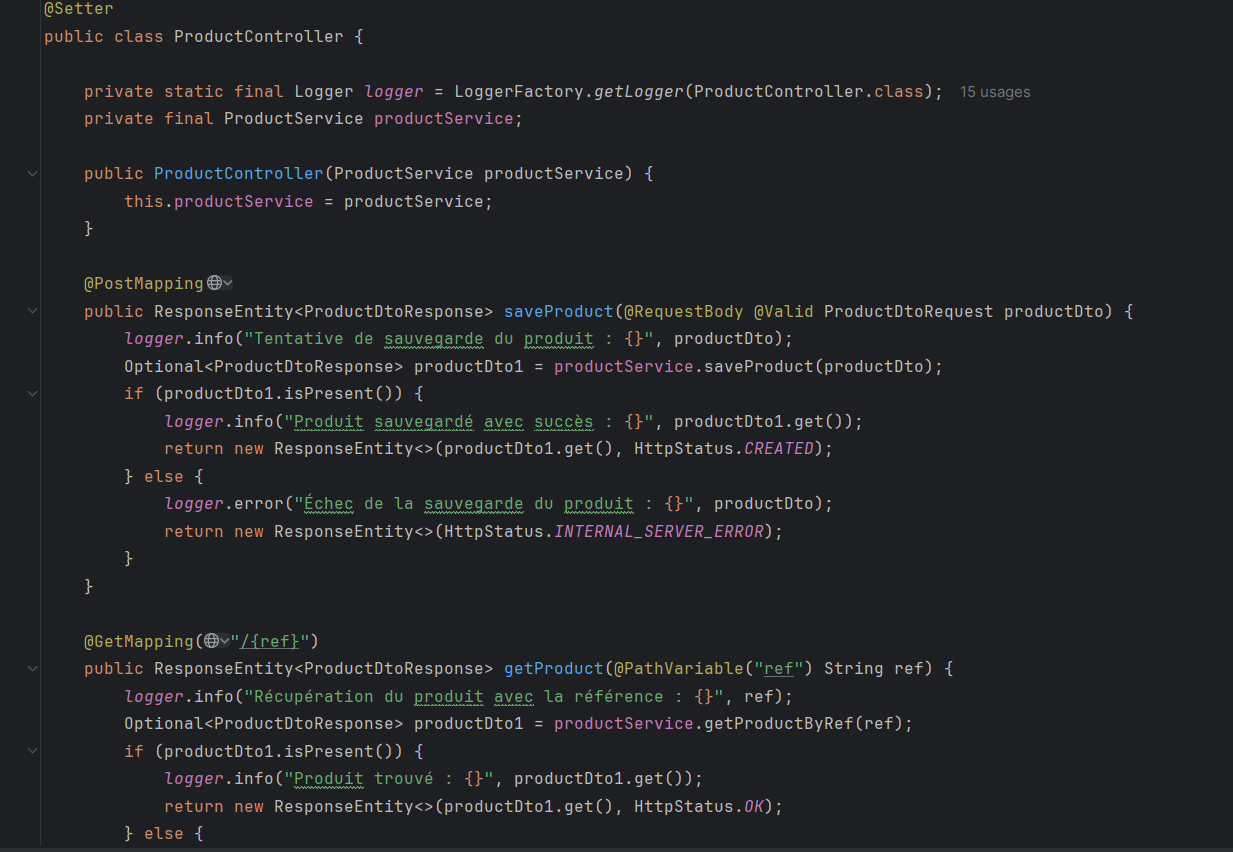 @Setter
public class ProductController {
private static final Logger logger = LoggerFactory.getLogger(ProductController.class);  15 usages
private final ProductService productService;
public ProductController(ProductService productService) {
this.productService = productService;
}
@PostMapping
public ResponseEntity<ProductDtoResponse> saveProduct(@RequestBody @Valid ProductDtoRequest productDto) {
logger.info("Tentative de sauvegarde du produit : {}", productDto);
Optional<ProductDtoResponse> productDto1 = productService.saveProduct(productDto);
if (productDto1.isPresent()) {
logger.info("Produit sauvegardé avec succès : {}", productDto1.get());
return new ResponseEntity<>(productDto1.get(), HttpStatus.CREATED);
} else {
logger.error("Échec de la sauvegarde du produit : {}", productDto);
return new ResponseEntity<>(HttpStatus.INTERNAL_SERVER_ERROR);
}
}
@GetMapping("/{ref}")
public ResponseEntity<ProductDtoResponse> getProduct(@PathVariable("ref") String ref) {
logger.info("Récupération du produit avec la référence : {}", ref);
Optional<ProductDtoResponse> productDto1 = productService.getProductByRef(ref);
if (productDto1.isPresent()) {
logger.info("Produit trouvé : {}", productDto1.get());
return new ResponseEntity<>(productDto1.get(), HttpStatus.OK);
} else {